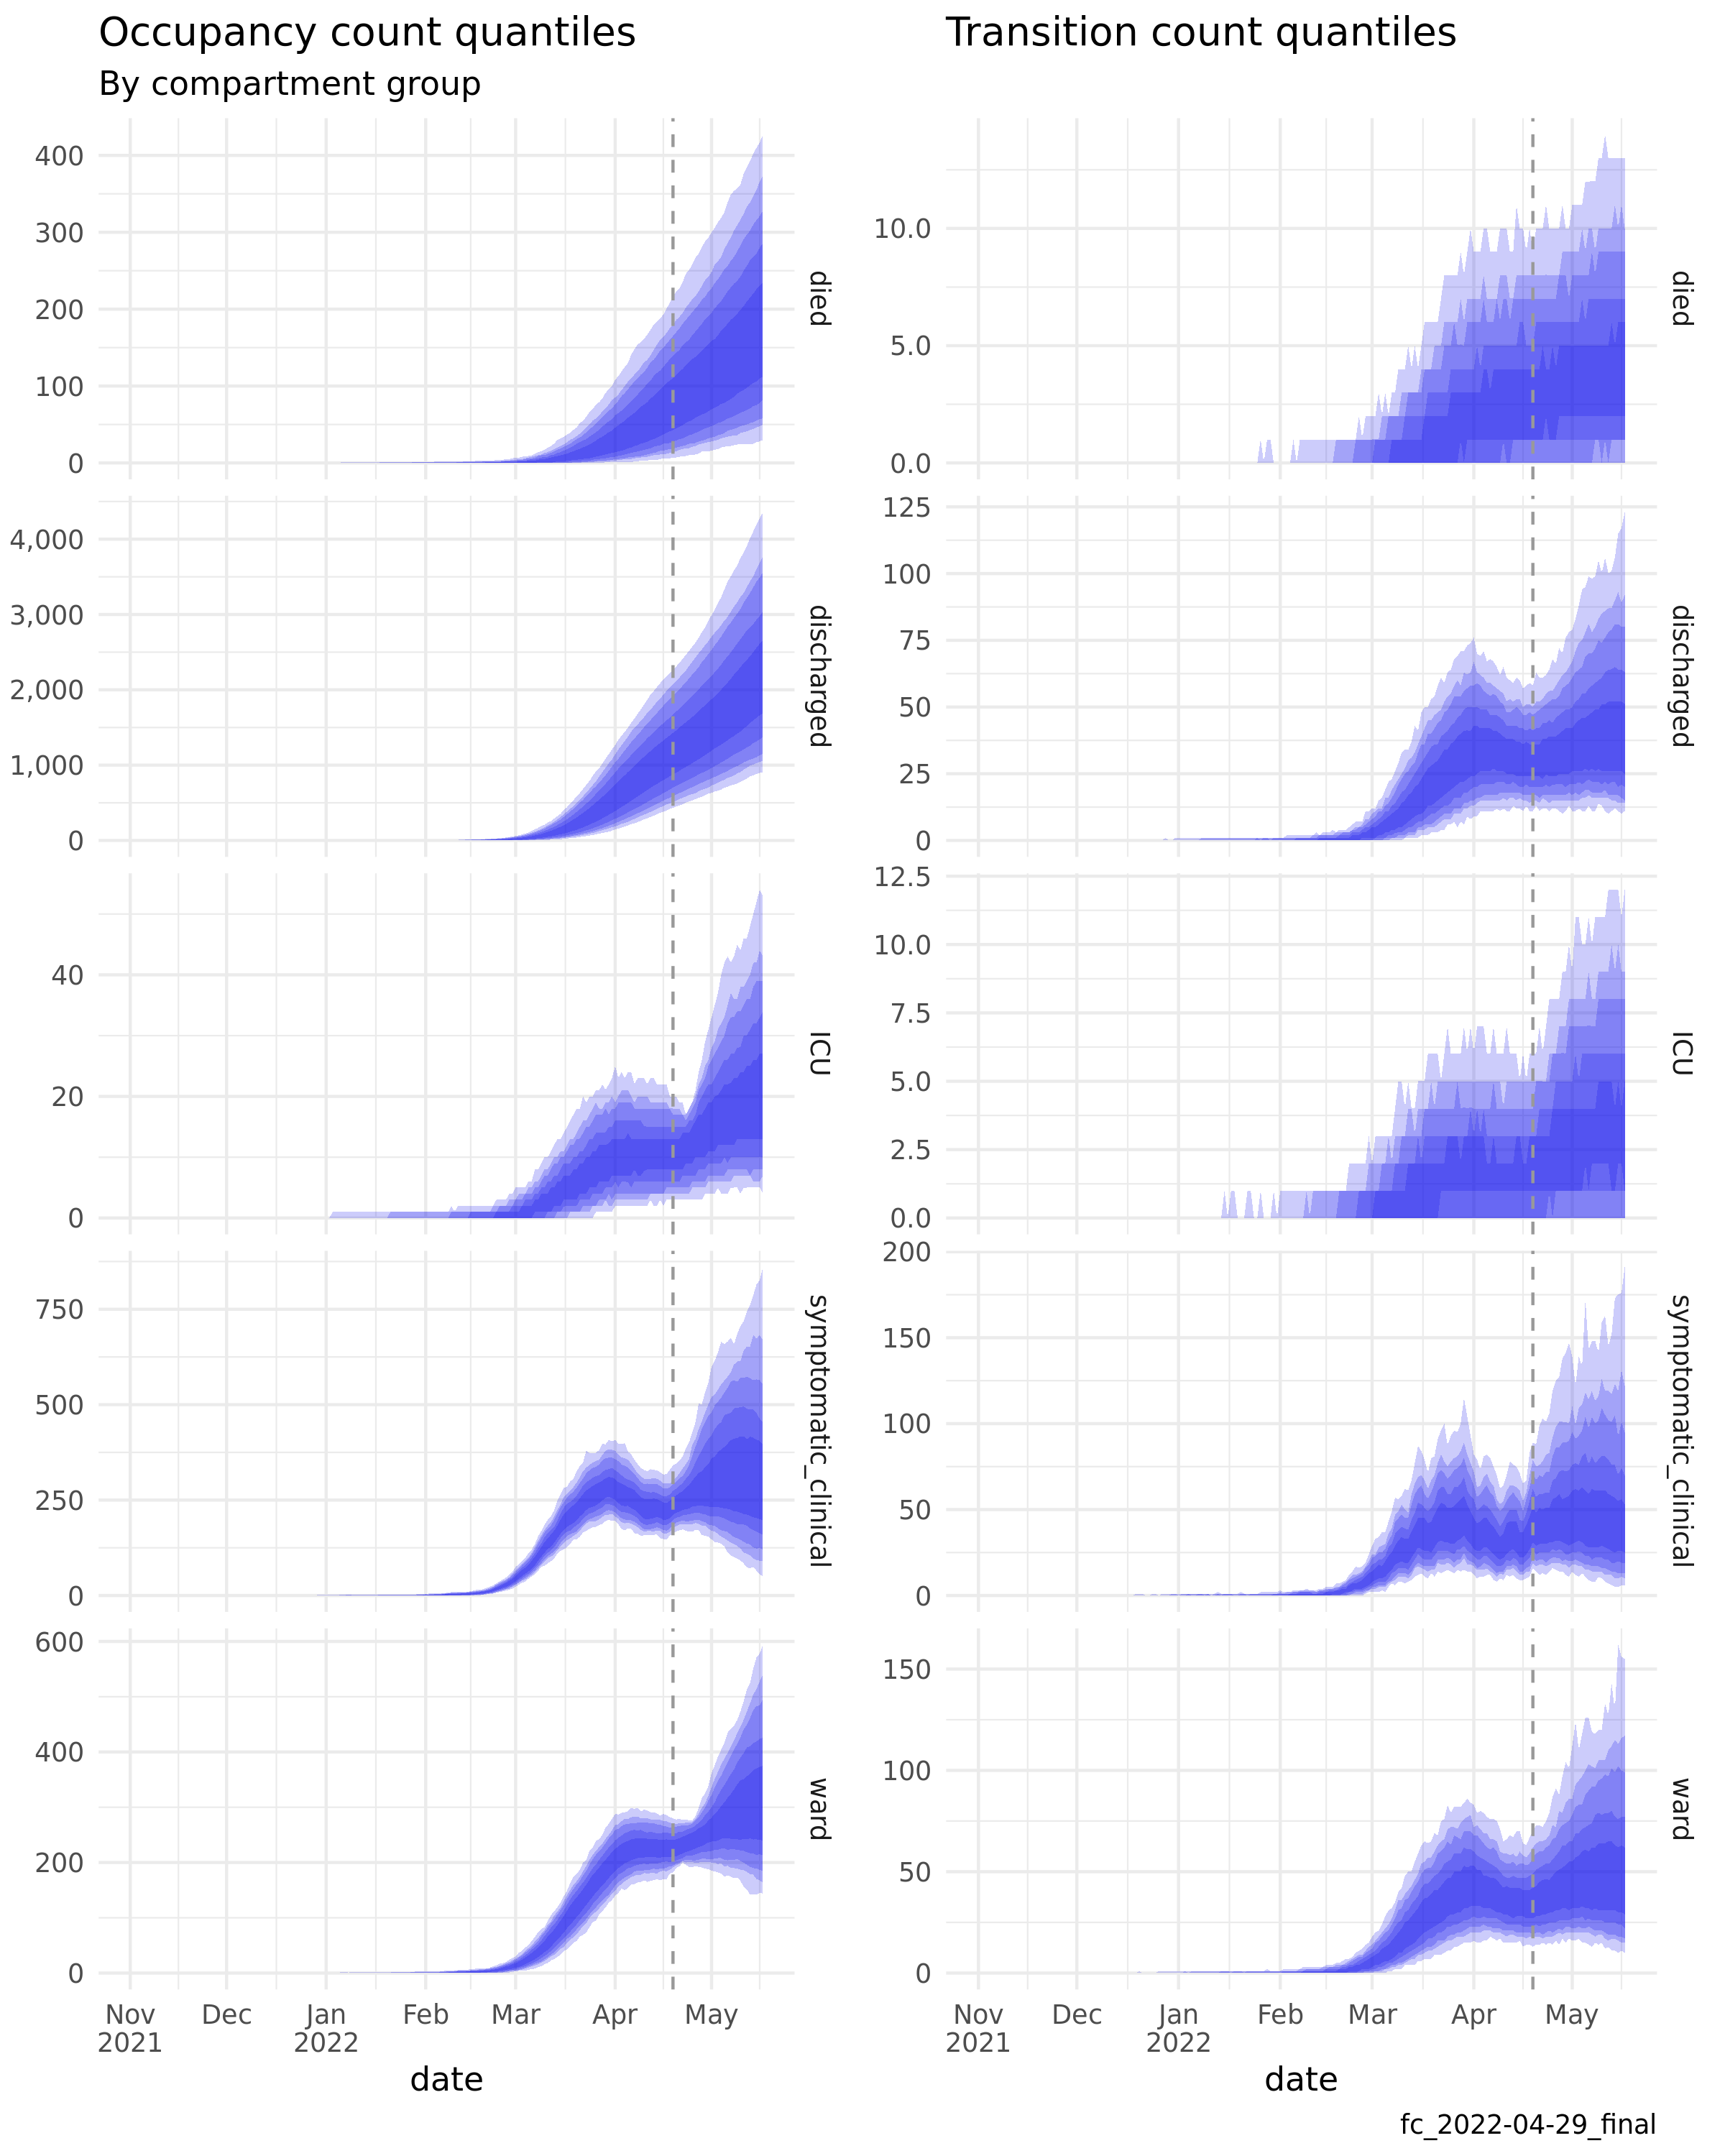 Occupancy count quantiles
By compartment group
400
300
200
100
0
died
4,000
3,000
2,000
1,000
0
discharged
40
20
0
ICU
750
500
250
0
symptomatic_clinical
600
400
200
0
ward
Nov Dec Jan Feb Mar Apr May
2021 2022
date
Transition count quantiles
10.0
5.0
0.0
died
125
100
75
50
25
0
discharged
12.5
10.0
7.5
5.0
2.5
0.0
ICU
200
150
100
50
0
symptomatic_clinical
150
100
50
0
ward
Nov Dec Jan Feb Mar Apr May
2021 2022
date
fc_2022-04-29_final